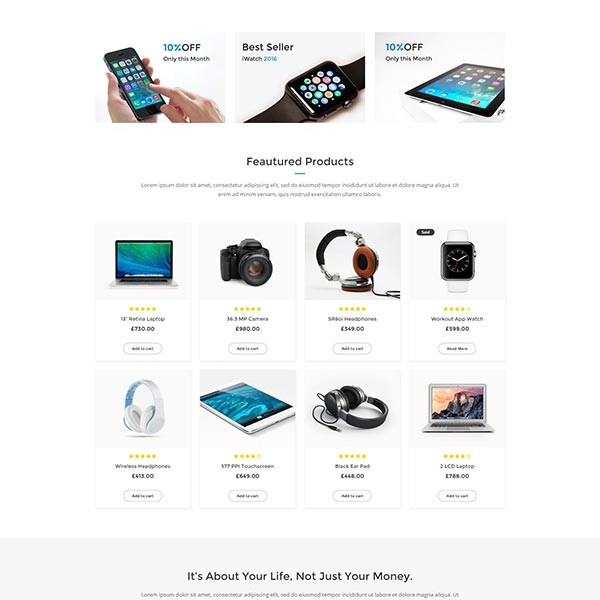 10%OFF
Only this Month
Best Seller
iWatch 2016
10%OFF
Only this Month
Feautured Products
Lorem ipsum dolor sit amet, consectetur adipiscing elit, sed do eiusmod tempor incididunt ut labore et dolore magna aliqua. Ut
enim ad minim veniam, quis nostrud exercitation ullamco laboris.
Sold
13" Retina Laptop
£730.00
Add to cart
36.3 MP Camera
£980.00
Add to cart
SR80i Headphones
£349.00
Add to cart
Workout App Watch
£599.00
Read More
Wireless Headphones
£413.00
Add to cart
577 PPI Touchscreen
£649.00
Add to cart
Black Ear Pad
£448.00
Add to cart
2 LCD Laptop
£788.00
Add to cart
It's About Your Life, Not Just Your Money.
Lorem ipsum dolor sit amet, consectetur adipiscing elit, sed do eiusmod tempor incididunt ut labore et dolore magna aliqua. Ut